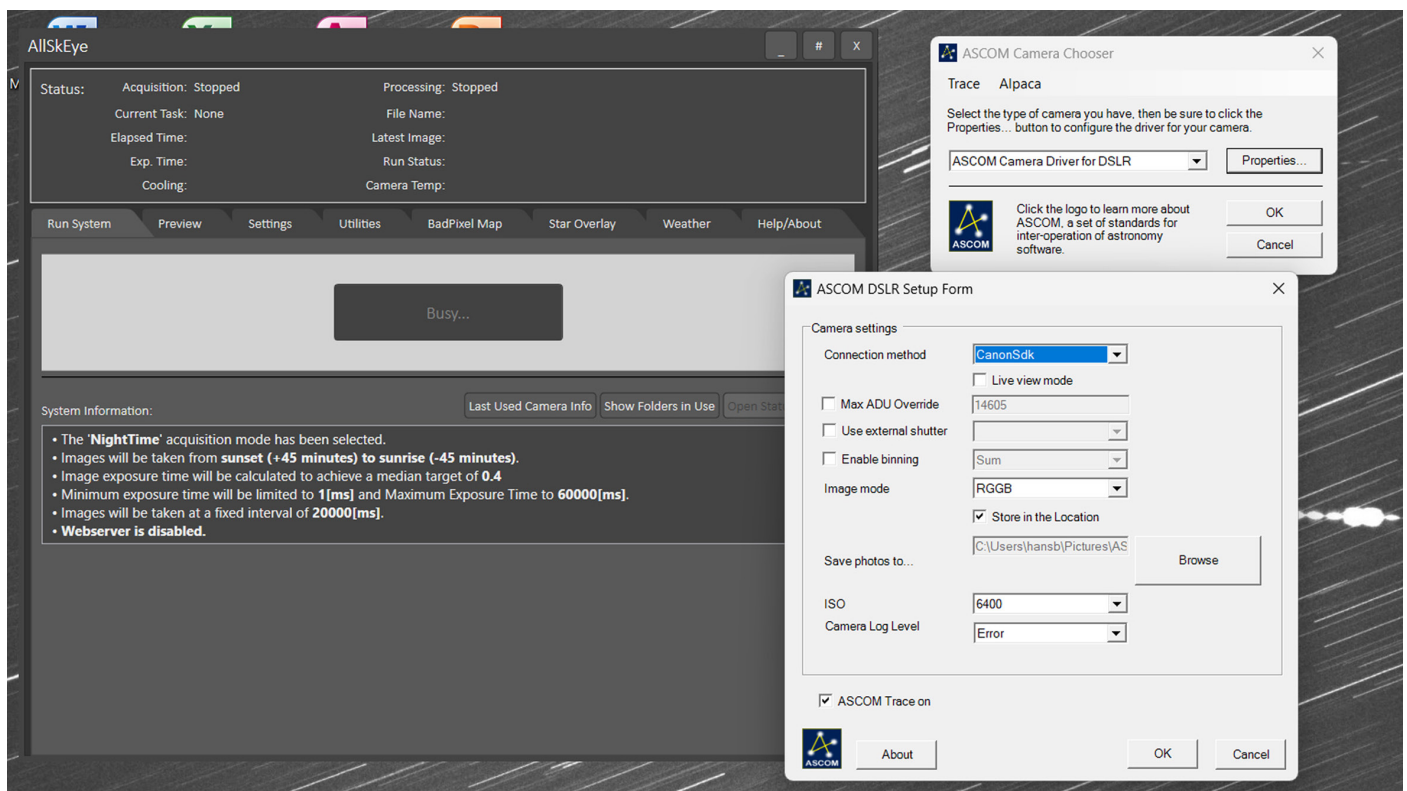 AllSkEye
_ # X
Status: Acquisition: Stopped Processing: Stopped
Current Task: None File Name:
Elapsed Time: Latest Image:
Exp. Time: Run Status:
Cooling: Camera Temp:
Run System Preview Settings Utilities BadPixel Map Star Overlay Weather Help/About
Busy...
System Information: Last Used Camera Info Show Folders in Use Open Stat
• The 'NightTime' acquisition mode has been selected.
• Images will be taken from sunset (+45 minutes) to sunrise (-45 minutes).
• Image exposure time will be calculated to achieve a median target of 0.4
• Minimum exposure time will be limited to 1[ms] and Maximum Exposure Time to 60000[ms].
• Images will be taken at a fixed interval of 20000[ms].
• Webserver is disabled.
M
ASCOM Camera Chooser
Trace Alpaca
Select the type of camera you have, then be sure to click the
Properties... button to configure the driver for your camera.
ASCOM Camera Driver for DSLR Properties...
ASCOM
Click the logo to learn more about
ASCOM, a set of standards for
inter-operation of astronomy
software.
OK
Cancel
ASCOM DSLR Setup Form
Camera settings
Connection method CanonSdk
Live view mode
Max ADU Override 14605
Use external shutter
Enable binning Sum
Image mode RGGB
Store in the Location
Save photos to... C:\Users\hansb\Pictures\AS Browse
ISO 6400
Camera Log Level Error
ASCOM Trace on
ASCOM
About OK Cancel